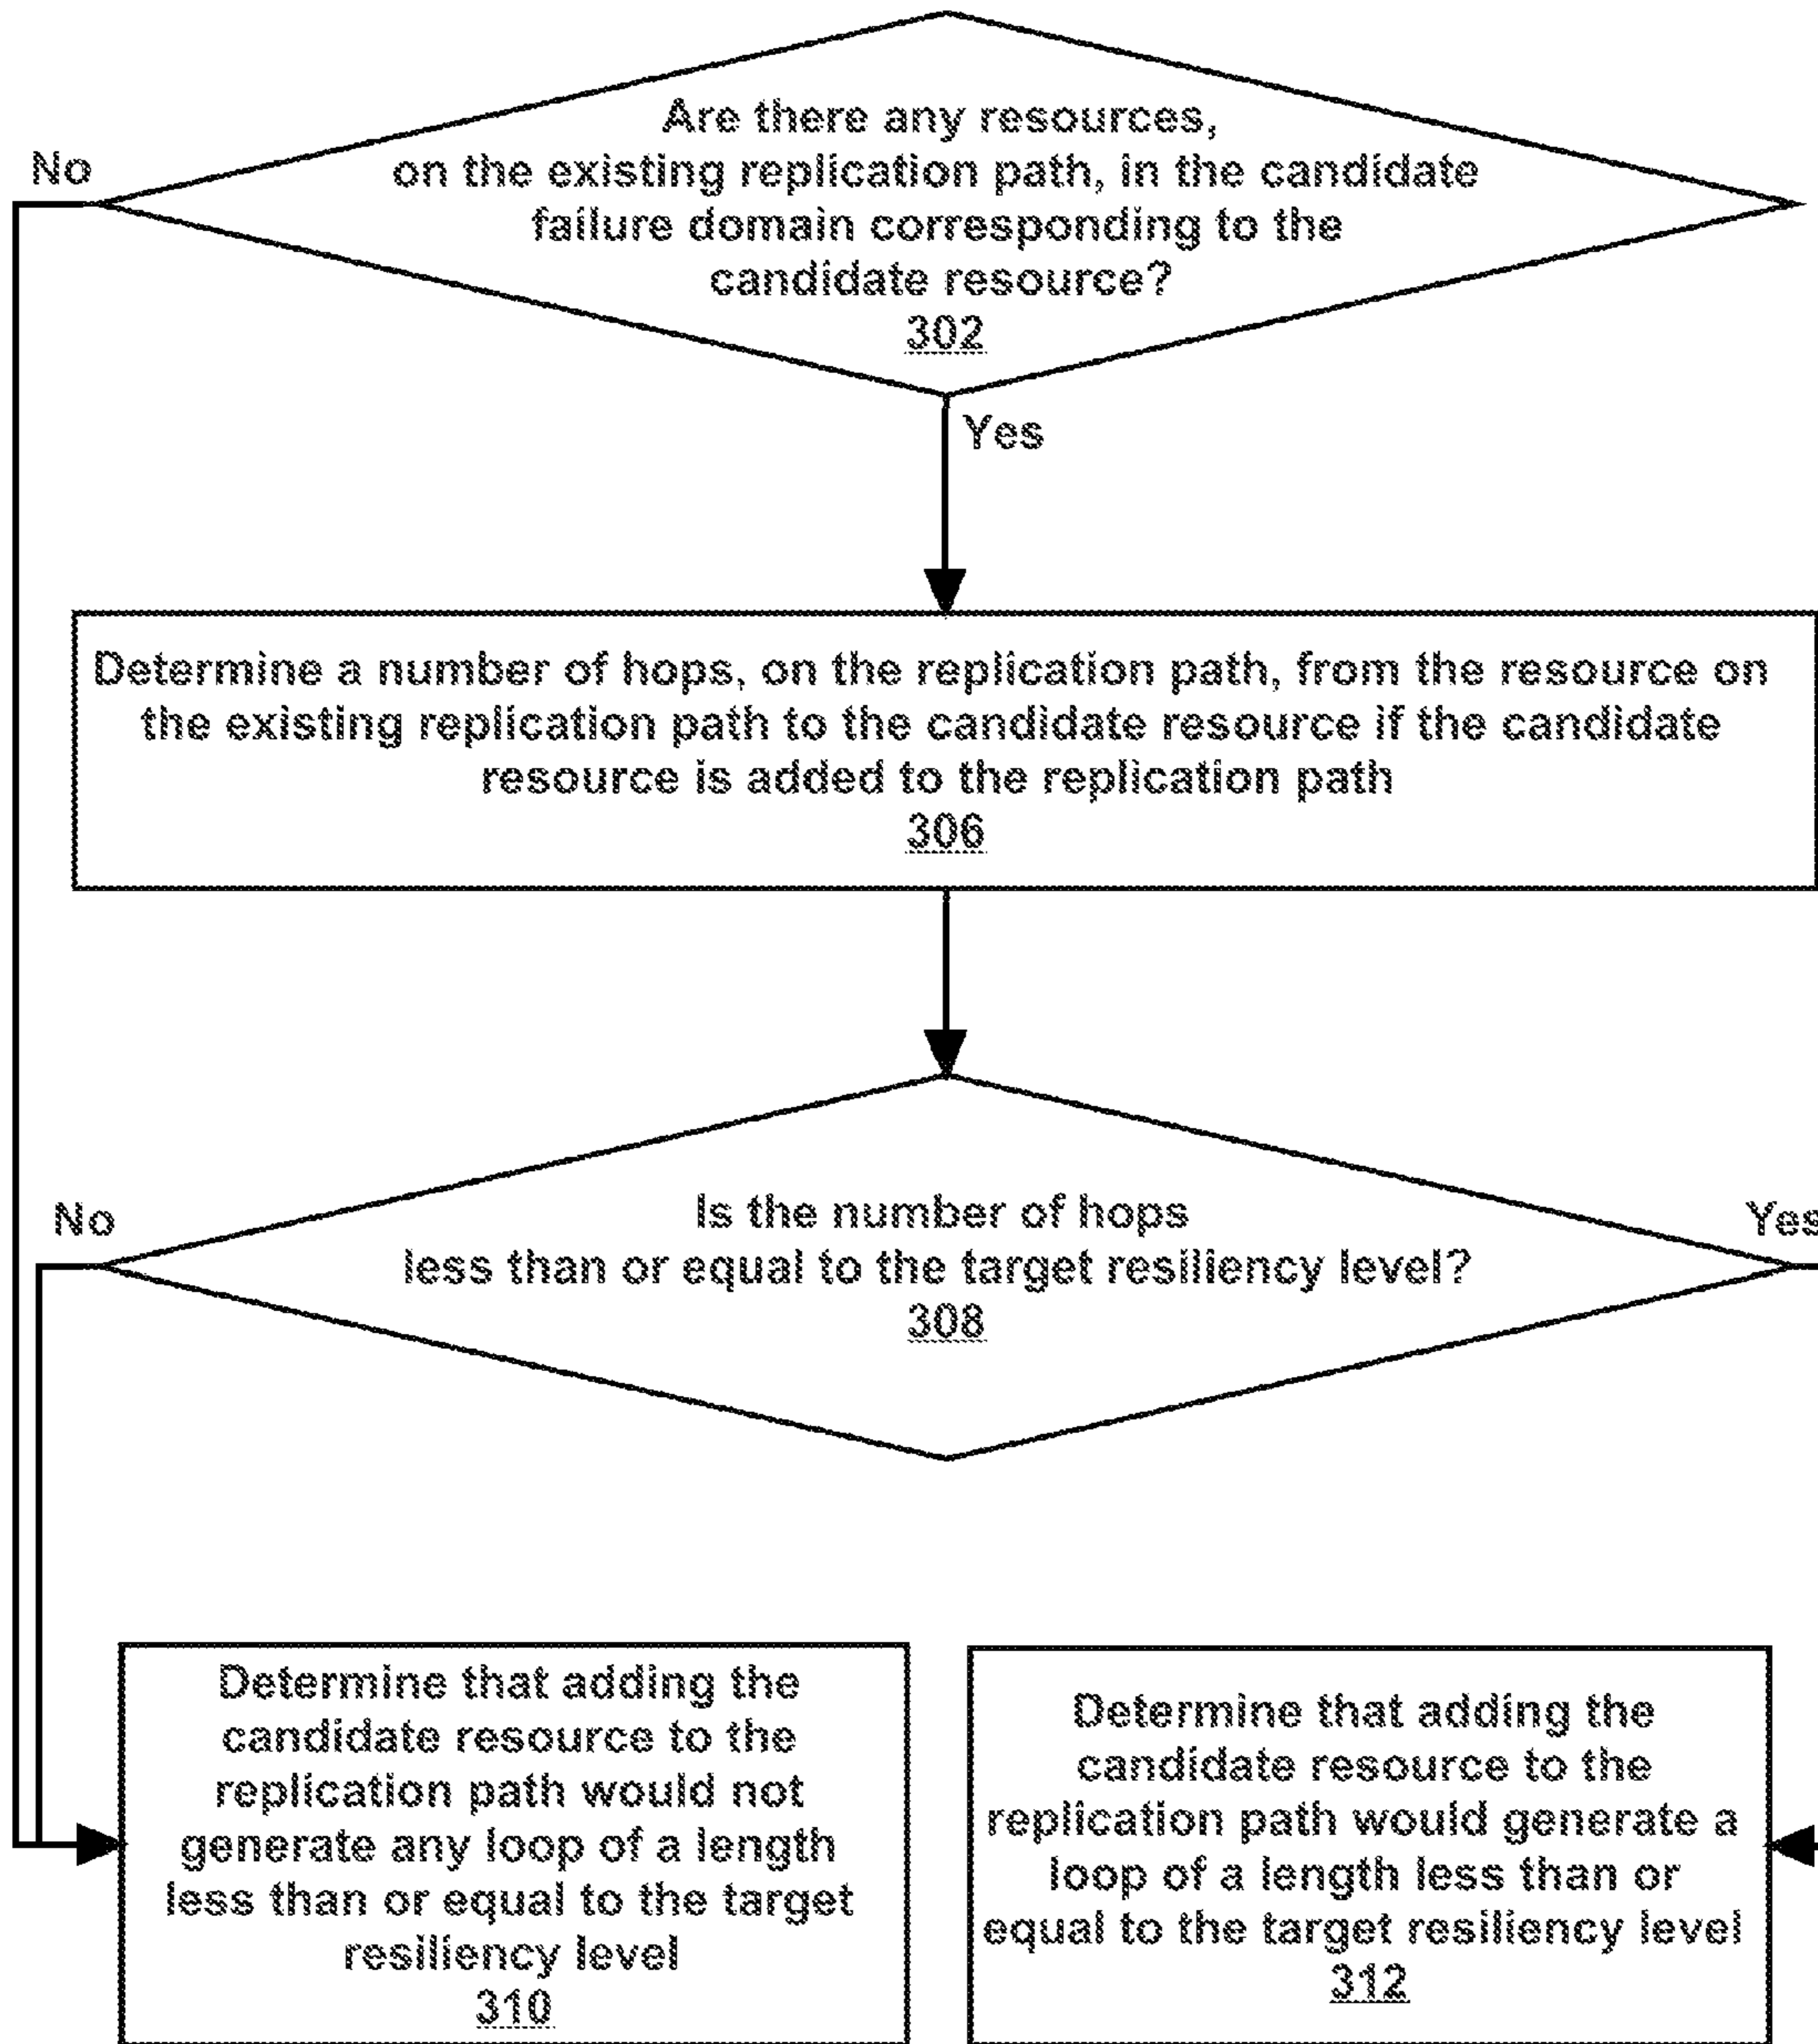 Are there any resources,
No
on the existing replication path, in the candidate
failure domain corresponding to the
candidate resource?
302
Yes
Determine a number of hops, on the replication path, from the resource on
the existing replication path to the candidate resource if the candidate
resource is added to the replication path
306
Is the number of hops
No
Yes
less than or equal to the target resiliency level?
308
Determine that adding the
candidate resource to the
replication path would not
generate any loop of a length
less than or equal to the target
resiliency level
310
Determine that adding the
candidate resource to the
replication path would generate a
loop of a length less than or
equal to the target resiliency level
312